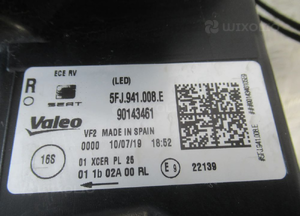 WIXON
ECE RV
R
(LED)
SEAT
5FJ.941.008.E
90143461
Valeo
VF2 MADE IN SPAIN
0000 10/07/19 18:52
16S
01 XCER PL 25
01 1b 02A 00 RL
E9
22139